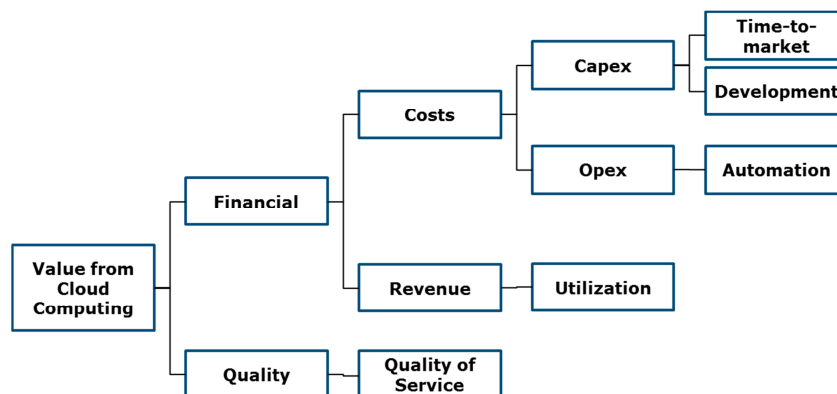 Time-to-
market
Capex
Development
Costs
Opex
Automation
Financial
Value from
Cloud
Computing
Revenue
Utilization
Quality
Quality of
Service